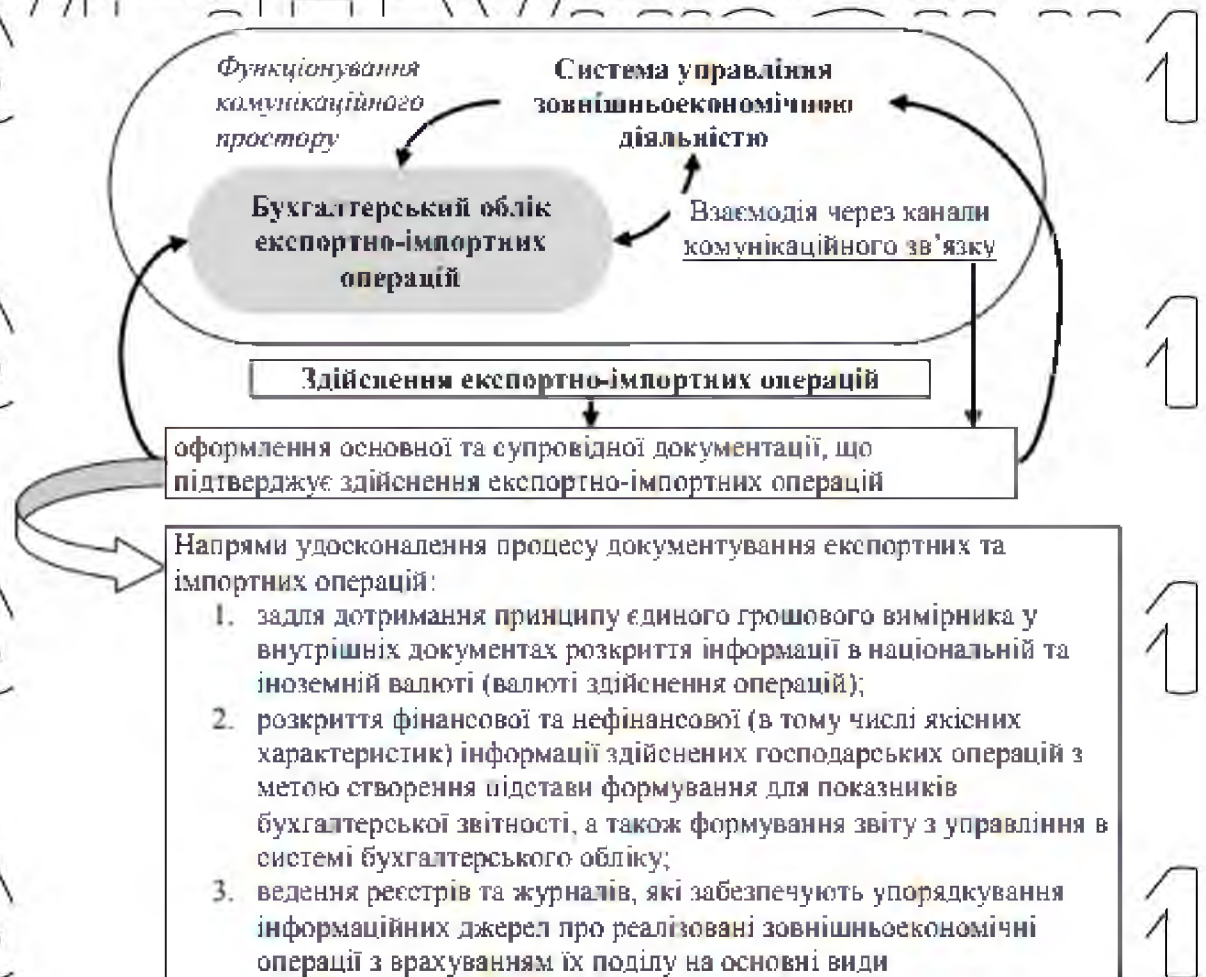 Функціонування
комунікаційного
простору
Система управління
зовнішньоекономічною
діяльністю
Бухгалтерський облік
експортно-імпортних
операцій
Взаємодія через канали
комунікаційного зв’язку
Здійснення експортно-імпортних операцій
оформлення основної та супровідної документації, що
підтверджує здійснення експортно-імпортних операцій
Напрями удосконалення процесу документування експортних та
імпортних операцій:
1. задля дотримання принципу єдиного грошового вимірника у
внутрішніх документах розкриття інформації в національній та
іноземній валюті (валюті здійснення операцій);
2. розкриття фінансової та нефінансової (в тому числі якісних
характеристик) інформації здійснених господарських операцій з
метою створення підстави формування для показників
бухгалтерської звітності, а також формування звіту з управління в
системі бухгалтерського обліку;
3. ведення реєстрів та журналів, які забезпечують упорядкування
інформаційних джерел про реалізовані зовнішньоекономічні
операції з врахуванням їх поділу на основні види